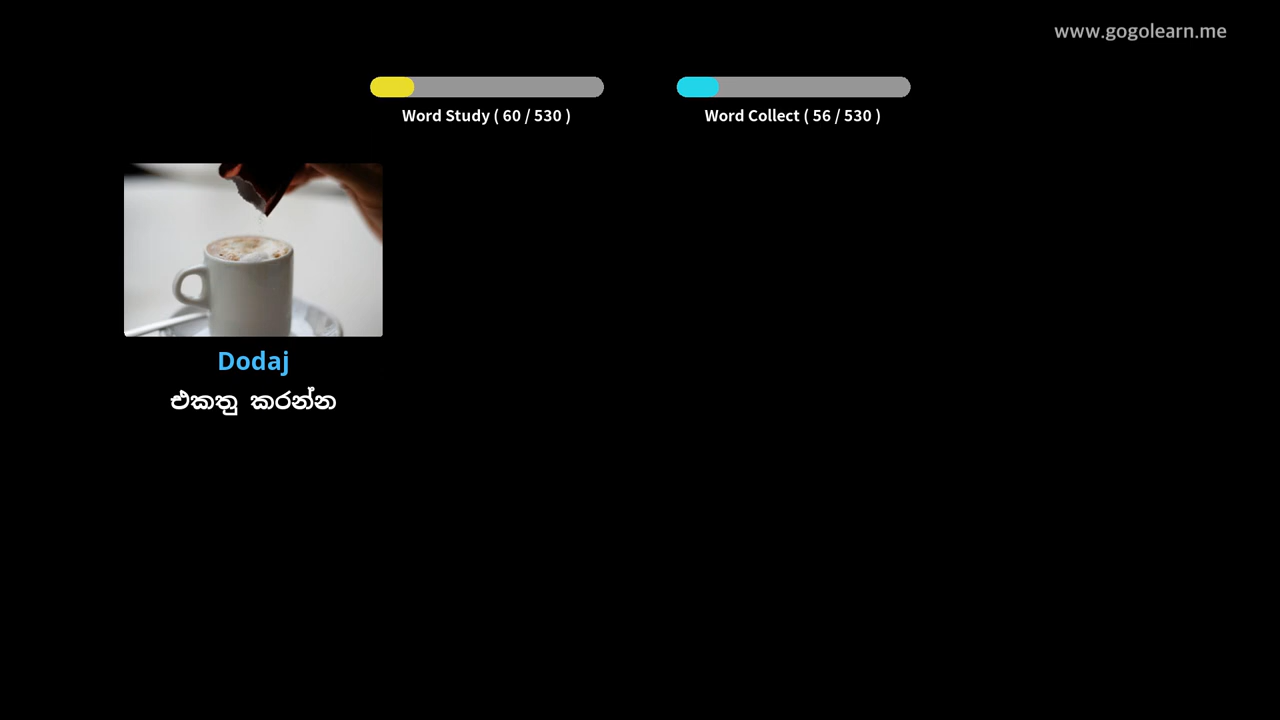 www.gogolearn.me
Word Study ( 60 / 530 )
Word Collect ( 56 / 530 )
Dodaj
එකතු කරන්න